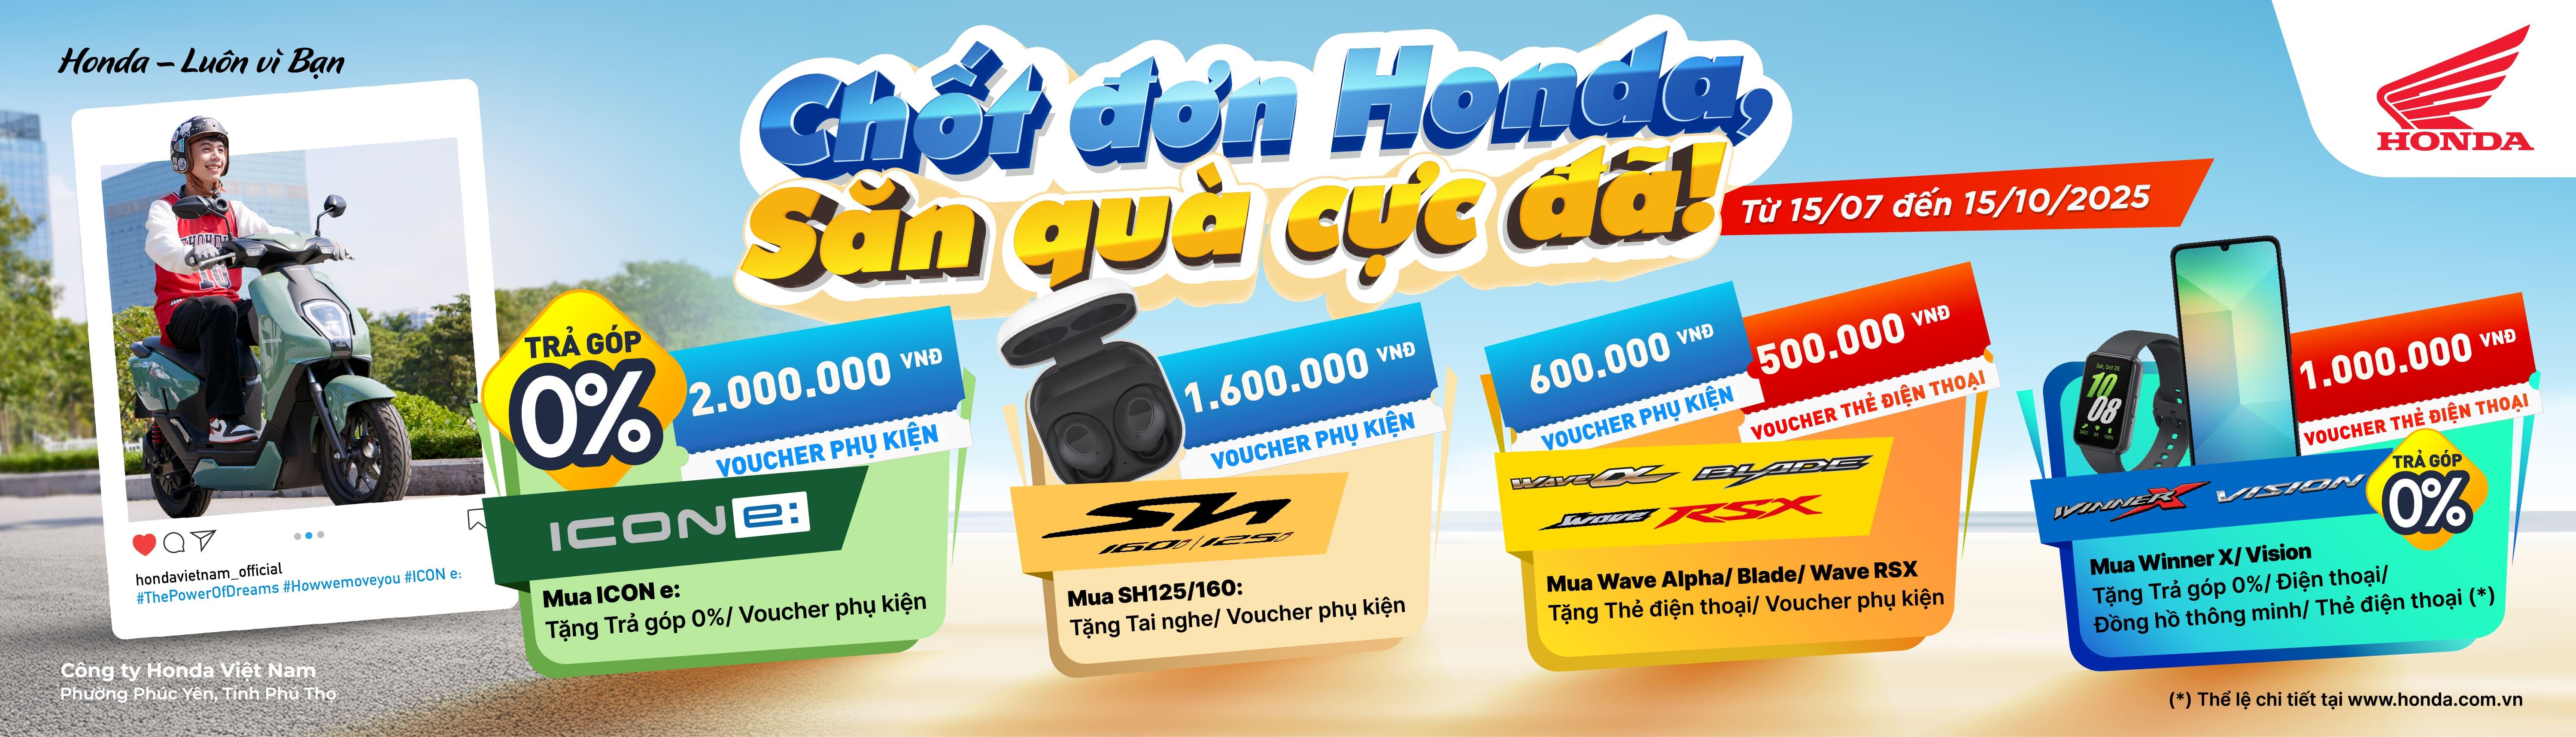 Honda – Luôn vì Bạn
Chốt đơn Honda,
Săn quà cực đã!
Từ 15/07 đến 15/10/2025
HONDA
hondavietnam_official
#ThePowerOfDreams #Howwemoveyou #ICON e:
TRẢ GÓP
0%
2.000.000 VNĐ
VOUCHER PHỤ KIỆN
ICON e:
Mua ICON e:
Tặng Trả góp 0%/ Voucher phụ kiện
1.600.000 VNĐ
VOUCHER PHỤ KIỆN
SH
160i | 125i
Mua SH125/160:
Tặng Tai nghe/ Voucher phụ kiện
600.000 VNĐ
VOUCHER PHỤ KIỆN
500.000 VNĐ
VOUCHER THẺ ĐIỆN THOẠI
WAVE α BLADE
Wave RSX
Mua Wave Alpha/ Blade/ Wave RSX
Tặng Thẻ điện thoại/ Voucher phụ kiện
Sat, Oct 28
10
08
1.000.000 VNĐ
VOUCHER THẺ ĐIỆN THOẠI
WINNER X VISION
TRẢ GÓP
0%
Mua Winner X/ Vision
Tặng Trả góp 0%/ Điện thoại/
Đồng hồ thông minh/ Thẻ điện thoại (*)
Công ty Honda Việt Nam
Phường Phúc Yên, Tỉnh Phú Thọ
(*) Thể lệ chi tiết tại www.honda.com.vn